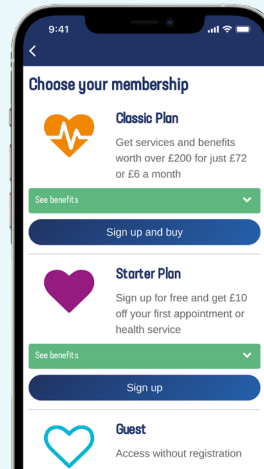 9:41
Choose your membership
Classic Plan
Get services and benefits
worth over £200 for just £72
or £6 a month
See benefits
Sign up and buy
Starter Plan
Sign up for free and get £10
off your first appointment or
health service
See benefits
Sign up
Guest
Access without registration